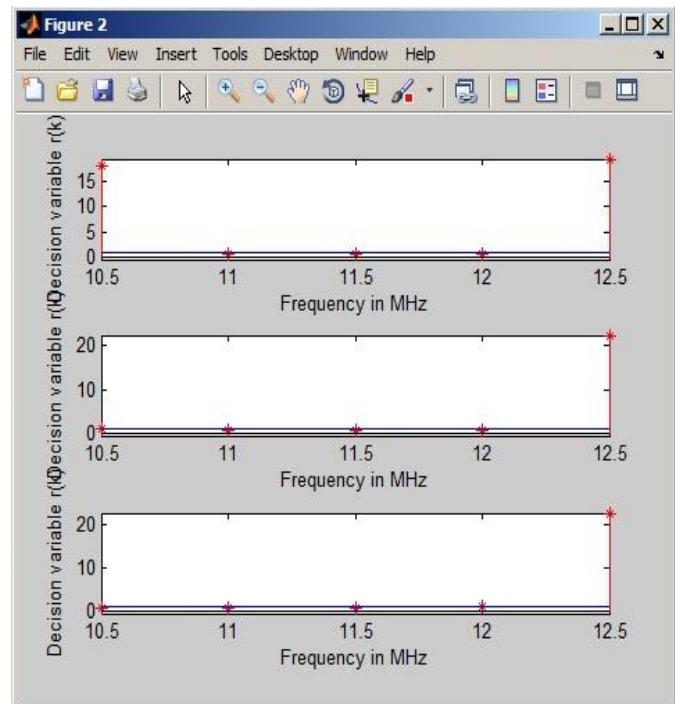 Figure 2
File Edit View Insert Tools Desktop Window Help
Decision variable r(k)
15
10
5
0
10.5 11 11.5 12 12.5
Frequency in MHz
Decision variable r(k)
20
10
0
10.5 11 11.5 12 12.5
Frequency in MHz
Decision variable r(k)
20
10
0
10.5 11 11.5 12 12.5
Frequency in MHz